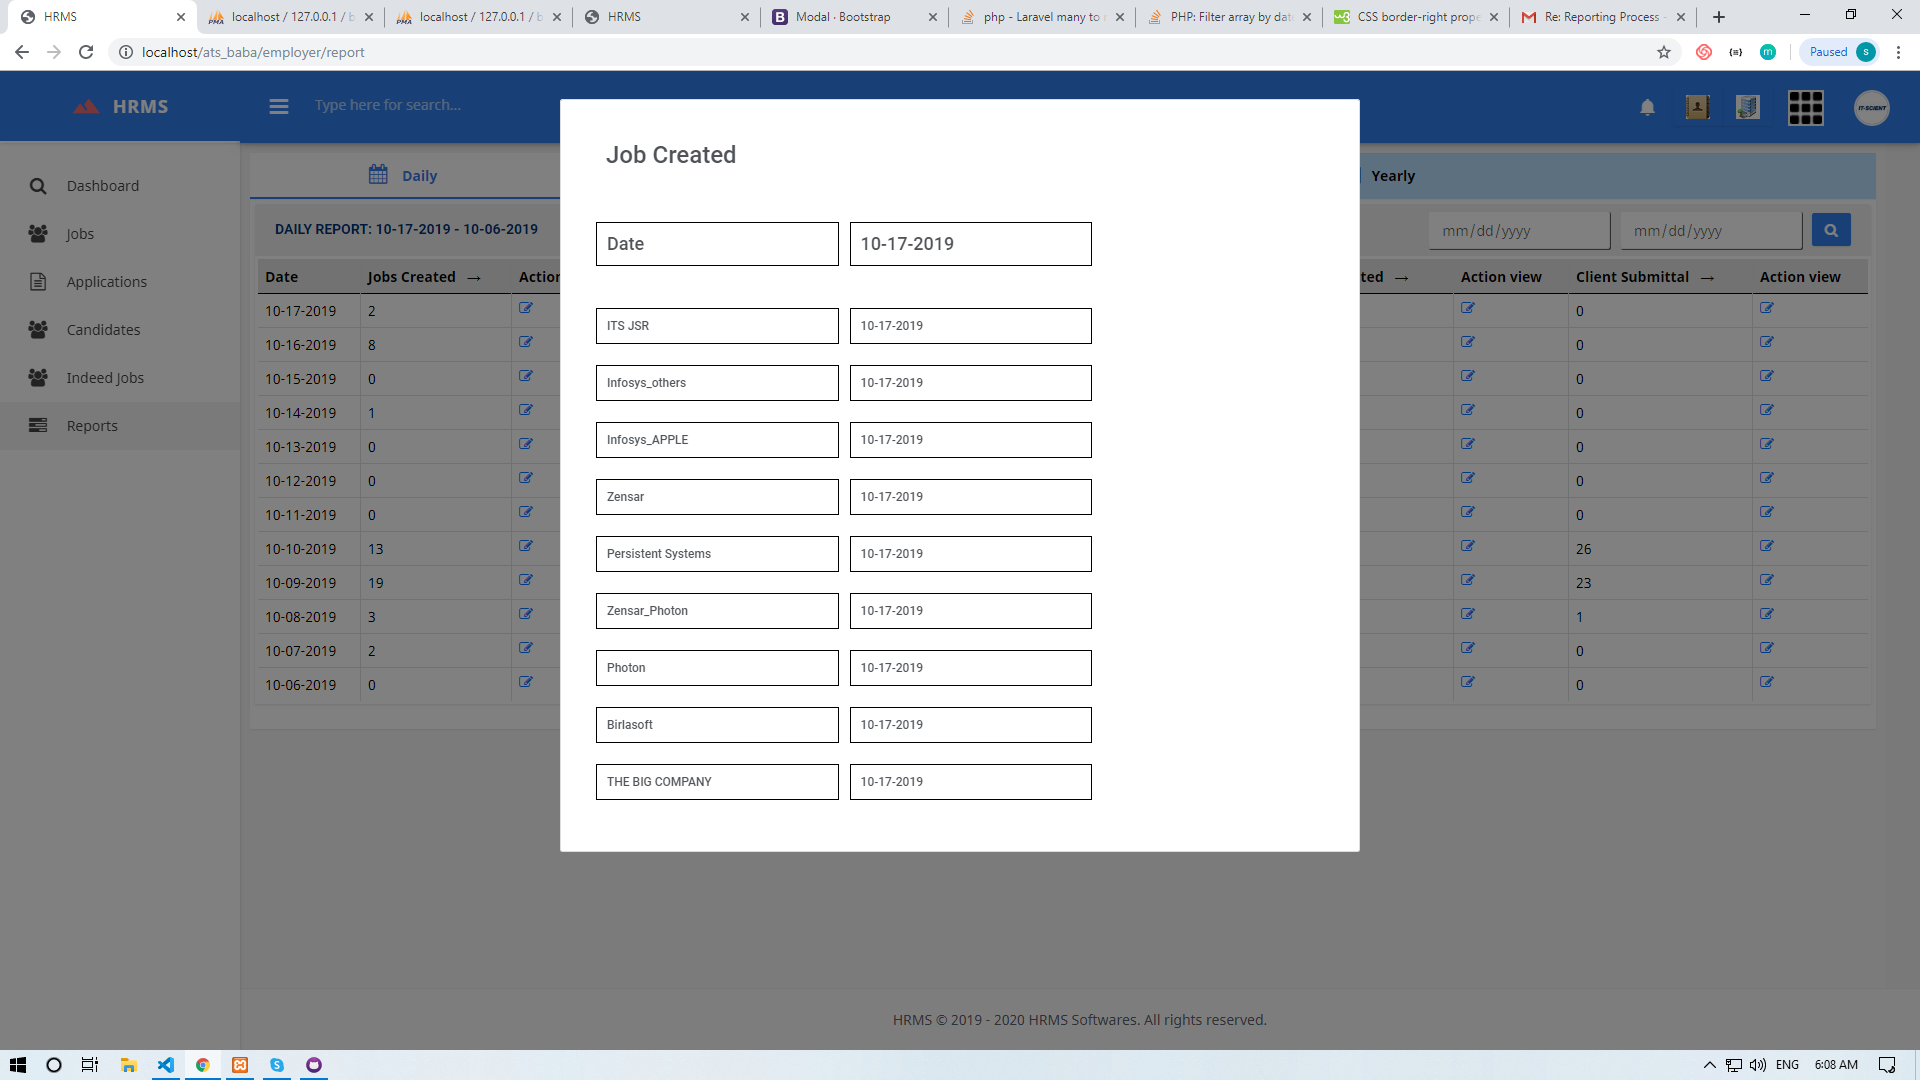 HRMS
localhost / 127.0.0.1 / b
localhost / 127.0.0.1 / b
HRMS
Modal · Bootstrap
php - Laravel many to
PHP: Filter array by dat
CSS border-right prope
Re: Reporting Process -
localhost/ats_baba/employer/report
Paused
s
HRMS
Type here for search...
IT-SCIENT
Dashboard
Jobs
Applications
Candidates
Indeed Jobs
Reports
Daily
Yearly
DAILY REPORT: 10-17-2019 - 10-06-2019
mm/dd/yyyy
mm/dd/yyyy
Date Jobs Created → Action
ted → Action view Client Submittal → Action view
10-17-2019 2 0
10-16-2019 8 0
10-15-2019 0 0
10-14-2019 1 0
10-13-2019 0 0
10-12-2019 0 0
10-11-2019 0 0
10-10-2019 13 26
10-09-2019 19 23
10-08-2019 3 1
10-07-2019 2 0
10-06-2019 0 0
Job Created
Date 10-17-2019
ITS JSR 10-17-2019
Infosys_others 10-17-2019
Infosys_APPLE 10-17-2019
Zensar 10-17-2019
Persistent Systems 10-17-2019
Zensar_Photon 10-17-2019
Photon 10-17-2019
Birlasoft 10-17-2019
THE BIG COMPANY 10-17-2019
HRMS © 2019 - 2020 HRMS Softwares. All rights reserved.
ENG
6:08 AM